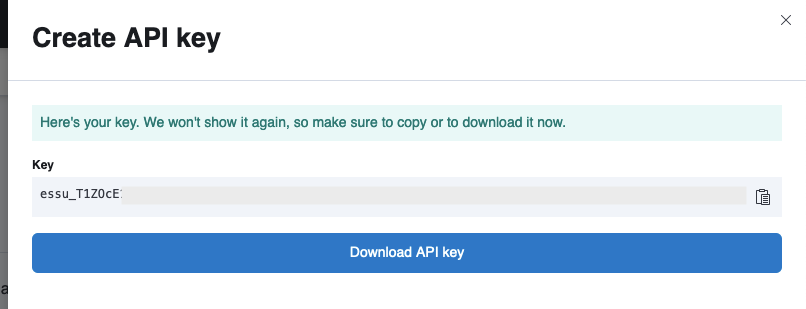 Create API key
Here's your key. We won't show it again, so make sure to copy or to download it now.
Key
essu_T1ZOcE
Download API key